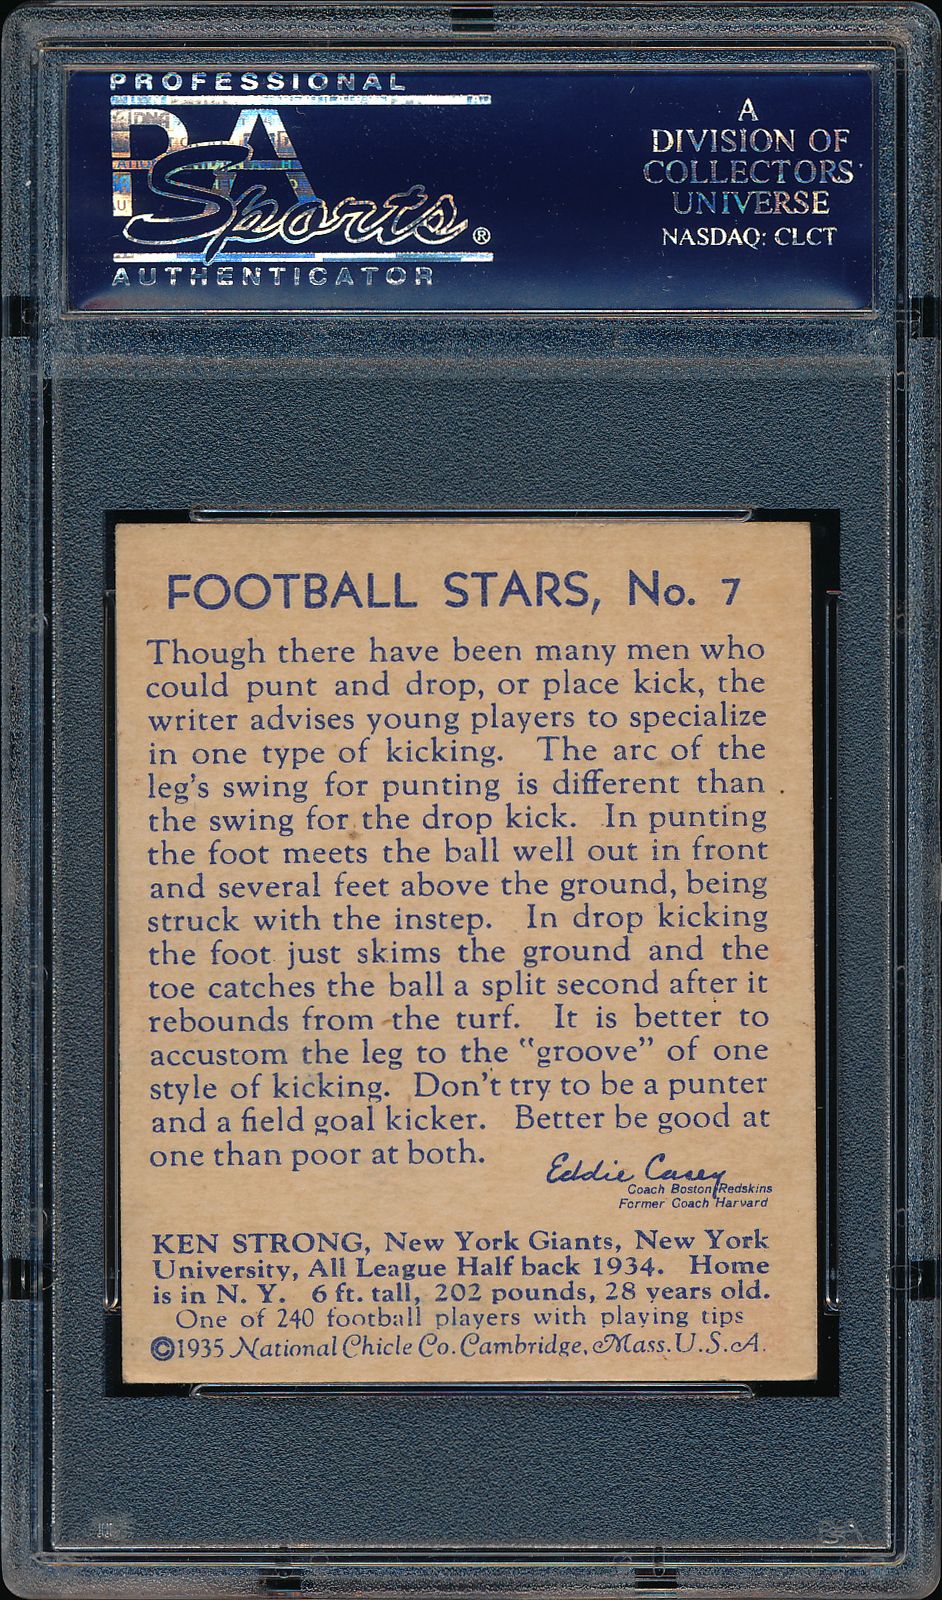 PROFESSIONAL
PSA
Sports®
AUTHENTICATOR
A
DIVISION OF
COLLECTORS
UNIVERSE
NASDAQ: CLCT
FOOTBALL STARS, No. 7
Though there have been many men who
could punt and drop, or place kick, the
writer advises young players to specialize
in one type of kicking. The arc of the
leg's swing for punting is different than
the swing for the drop kick. In punting
the foot meets the ball well out in front
and several feet above the ground, being
struck with the instep. In drop kicking
the foot just skims the ground and the
toe catches the ball a split second after it
rebounds from the turf. It is better to
accustom the leg to the "groove" of one
style of kicking. Don't try to be a punter
and a field goal kicker. Better be good at
one than poor at both.
Eddie Casey
Coach Boston Redskins
Former Coach Harvard
KEN STRONG, New York Giants, New York
University, All League Half back 1934. Home
is in N. Y. 6 ft. tall, 202 pounds, 28 years old.
One of 240 football players with playing tips
©1935 National Chicle Co. Cambridge, Mass. U.S.A.